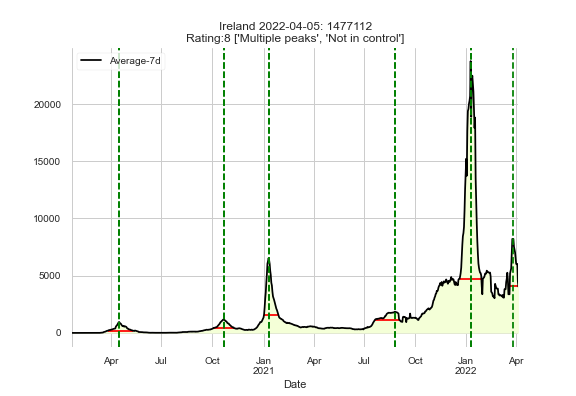 Ireland 2022-04-05: 1477112
Rating:8 ['Multiple peaks', 'Not in control']
Average-7d
20000
15000
10000
5000
0
Apr Jul Oct Jan Apr Jul Oct Jan Apr
2021 2022
Date